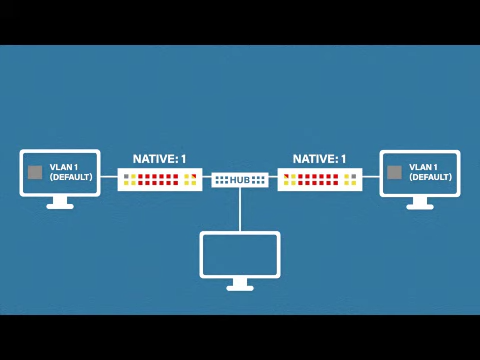 NATIVE: 1
NATIVE: 1
VLAN 1
(DEFAULT)
HUB
VLAN 1
(DEFAULT)